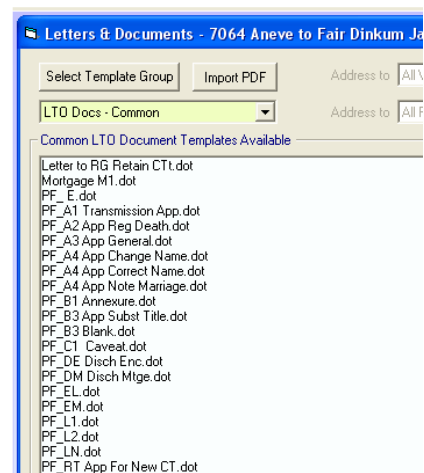 Letters & Documents - 7064 Aneve to Fair Dinkum Ja
Select Template Group Import PDF Address to All
LTO Docs - Common Address to All
Common LTO Document Templates Available
Letter to RG Retain CTt.dot
Mortgage M1.dot
PF_ E.dot
PF_A1 Transmission App.dot
PF_A2 App Reg Death.dot
PF_A3 App General.dot
PF_A4 App Change Name.dot
PF_A4 App Correct Name.dot
PF_A4 App Note Marriage.dot
PF_B1 Annexure.dot
PF_B3 App Subst Title.dot
PF_B3 Blank.dot
PF_C1 Caveat.dot
PF_DE Disch Enc.dot
PF_DM Disch Mtge.dot
PF_EL.dot
PF_EM.dot
PF_L1.dot
PF_L2.dot
PF_LN.dot
PF_RT App For New CT.dot